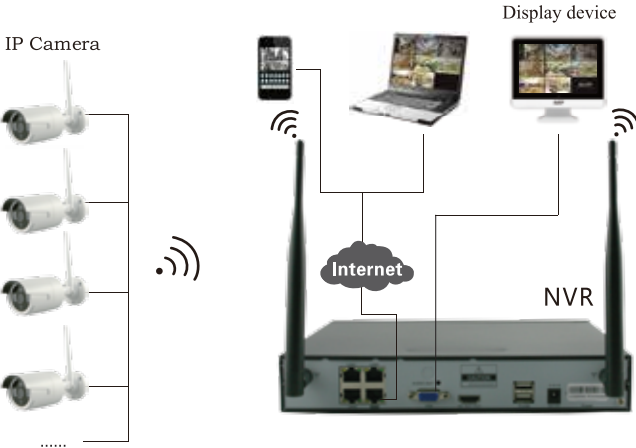 Display device
IP Camera
Internet
NVR
......